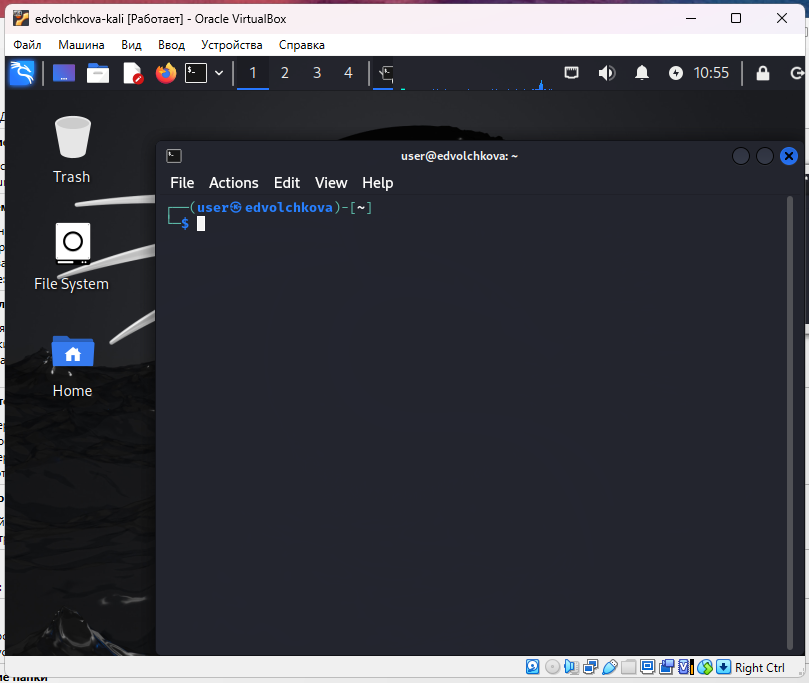 edvolchkova-kali [Работает] - Oracle VirtualBox
Файл Машина Вид Ввод Устройства Справка
1 2 3 4 10:55
Trash
File System
Home
user@edvolchkova: ~
File Actions Edit View Help
┌──(user㉿edvolchkova)-[~]
└─$
Right Ctrl